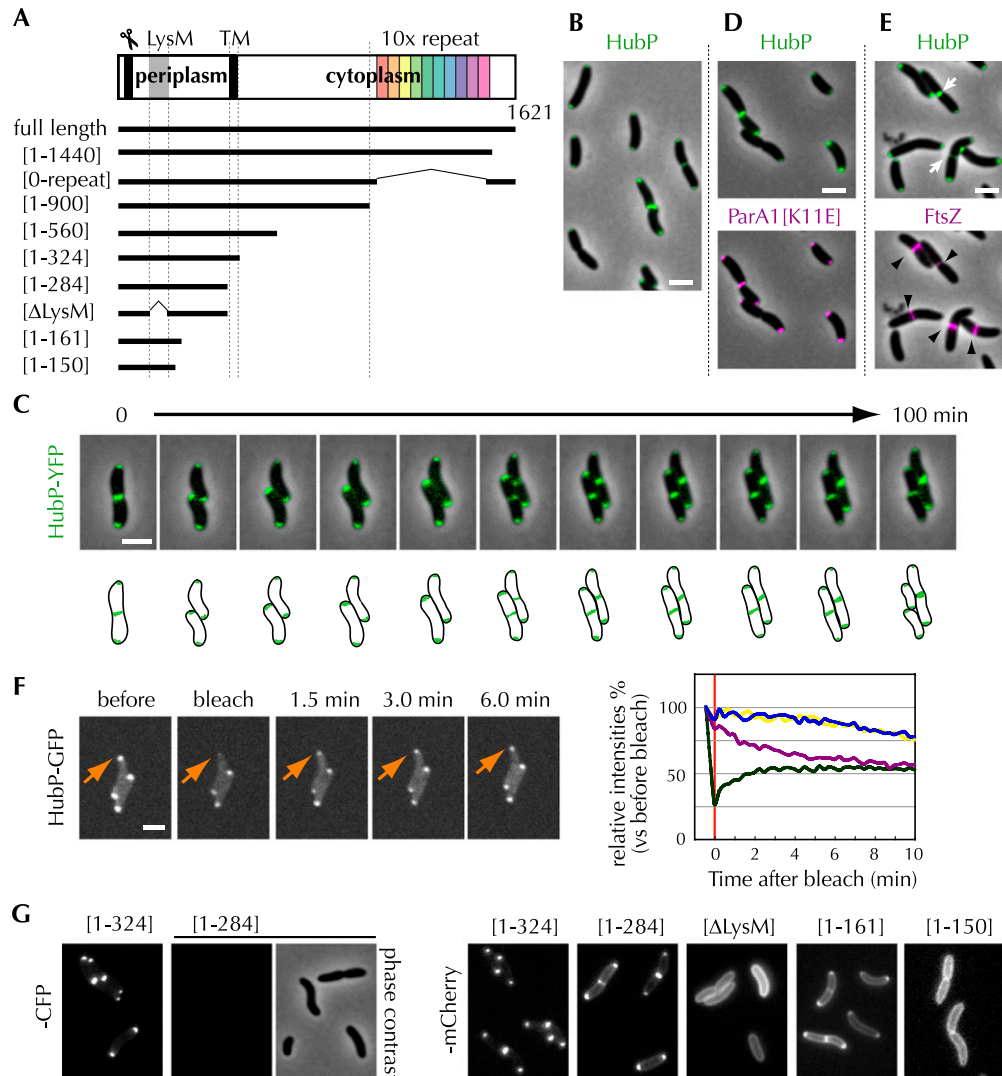 A
LysM TM 10x repeat
periplasm cytoplasm
1621
full length
[1-1440]
[0-repeat]
[1-900]
[1-560]
[1-324]
[1-284]
[ΔLysM]
[1-161]
[1-150]
B
HubP
D
HubP
ParA1[K11E]
E
HubP
FtsZ
C
0 100 min
HubP-YFP
F
before bleach 1.5 min 3.0 min 6.0 min
HubP-GFP
relative intensities %
(vs before bleach)
100
50
0
0 2 4 6 8 10
Time after bleach (min)
G
[1-324] [1-284]
-CFP
phase contrast
[1-324] [1-284] [ΔLysM] [1-161] [1-150]
-mCherry